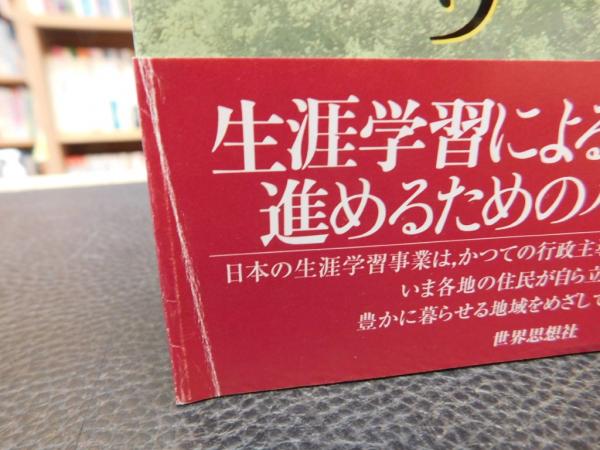 生涯学習による
進めるための
日本の生涯学習事業は,かつての行政主
いま各地の住民が自ら立
豊かに暮らせる地域をめざして
世界思想社